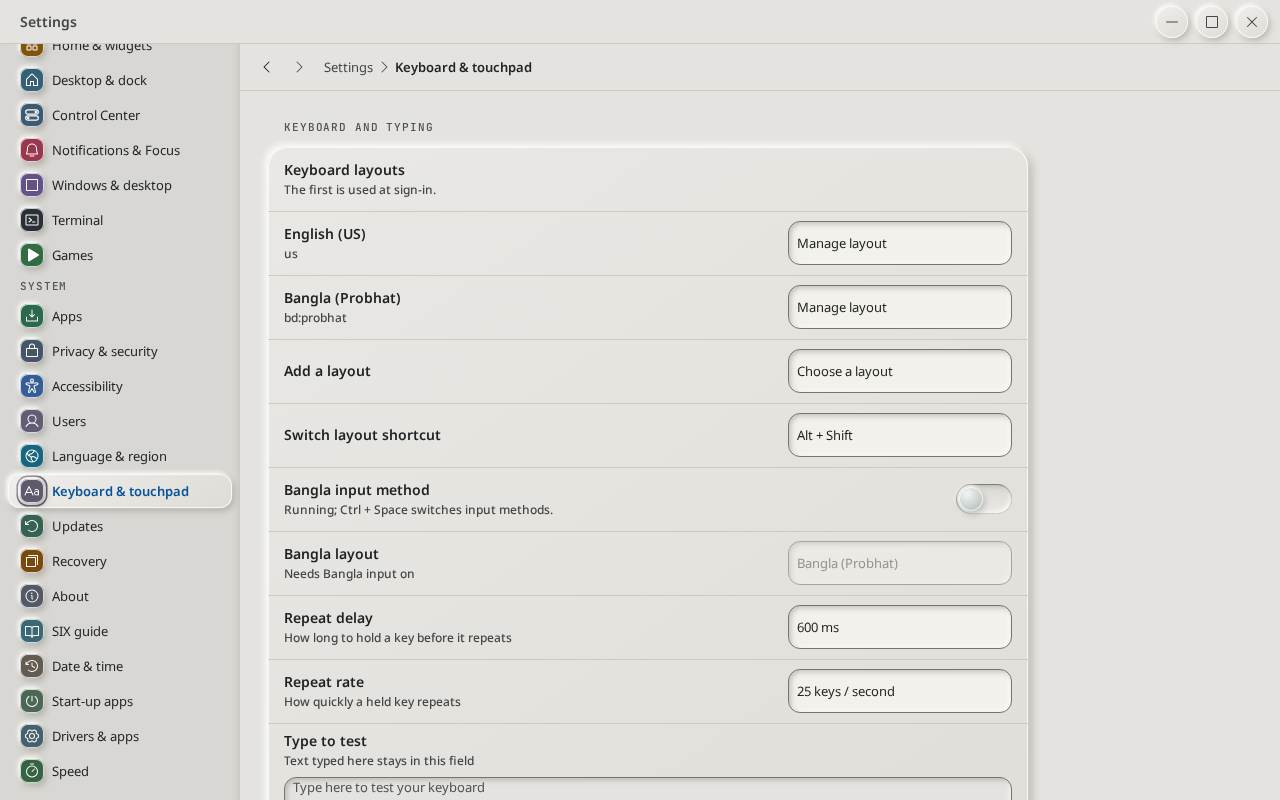 Settings
Home & widgets
Desktop & dock
Control Center
Notifications & Focus
Windows & desktop
Terminal
Games
SYSTEM
Apps
Privacy & security
Accessibility
Users
Language & region
Aa Keyboard & touchpad
Updates
Recovery
About
SIX guide
Date & time
Start-up apps
Drivers & apps
Speed
Settings > Keyboard & touchpad
KEYBOARD AND TYPING
Keyboard layouts
The first is used at sign-in.
English (US)
us
Manage layout
Bangla (Probhat)
bd:probhat
Manage layout
Add a layout
Choose a layout
Switch layout shortcut
Alt + Shift
Bangla input method
Running; Ctrl + Space switches input methods.
Bangla layout
Needs Bangla input on
Bangla (Probhat)
Repeat delay
How long to hold a key before it repeats
600 ms
Repeat rate
How quickly a held key repeats
25 keys / second
Type to test
Text typed here stays in this field
Type here to test your keyboard